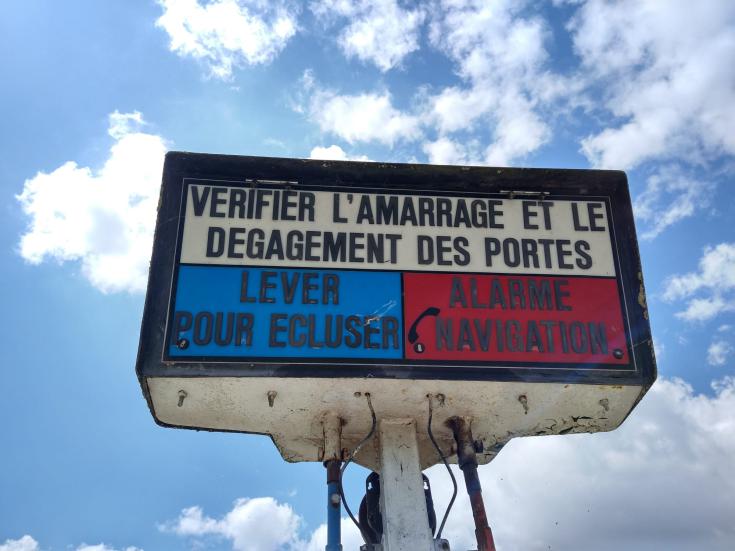 VERIFIER L'AMARRAGE ET LE
DEGAGEMENT DES PORTES
LEVER
POUR ECLUSER
ALARME
NAVIGATION